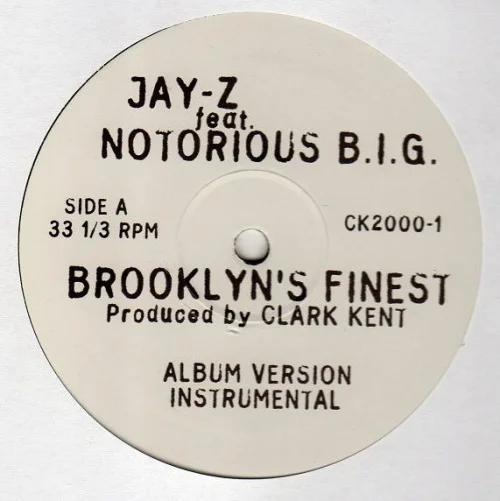 JAY-Z
feat.
NOTORIOUS B.I.G.
SIDE A
33 1/3 RPM
CK2000-1
BROOKLYN'S FINEST
Produced by CLARK KENT
ALBUM VERSION
INSTRUMENTAL